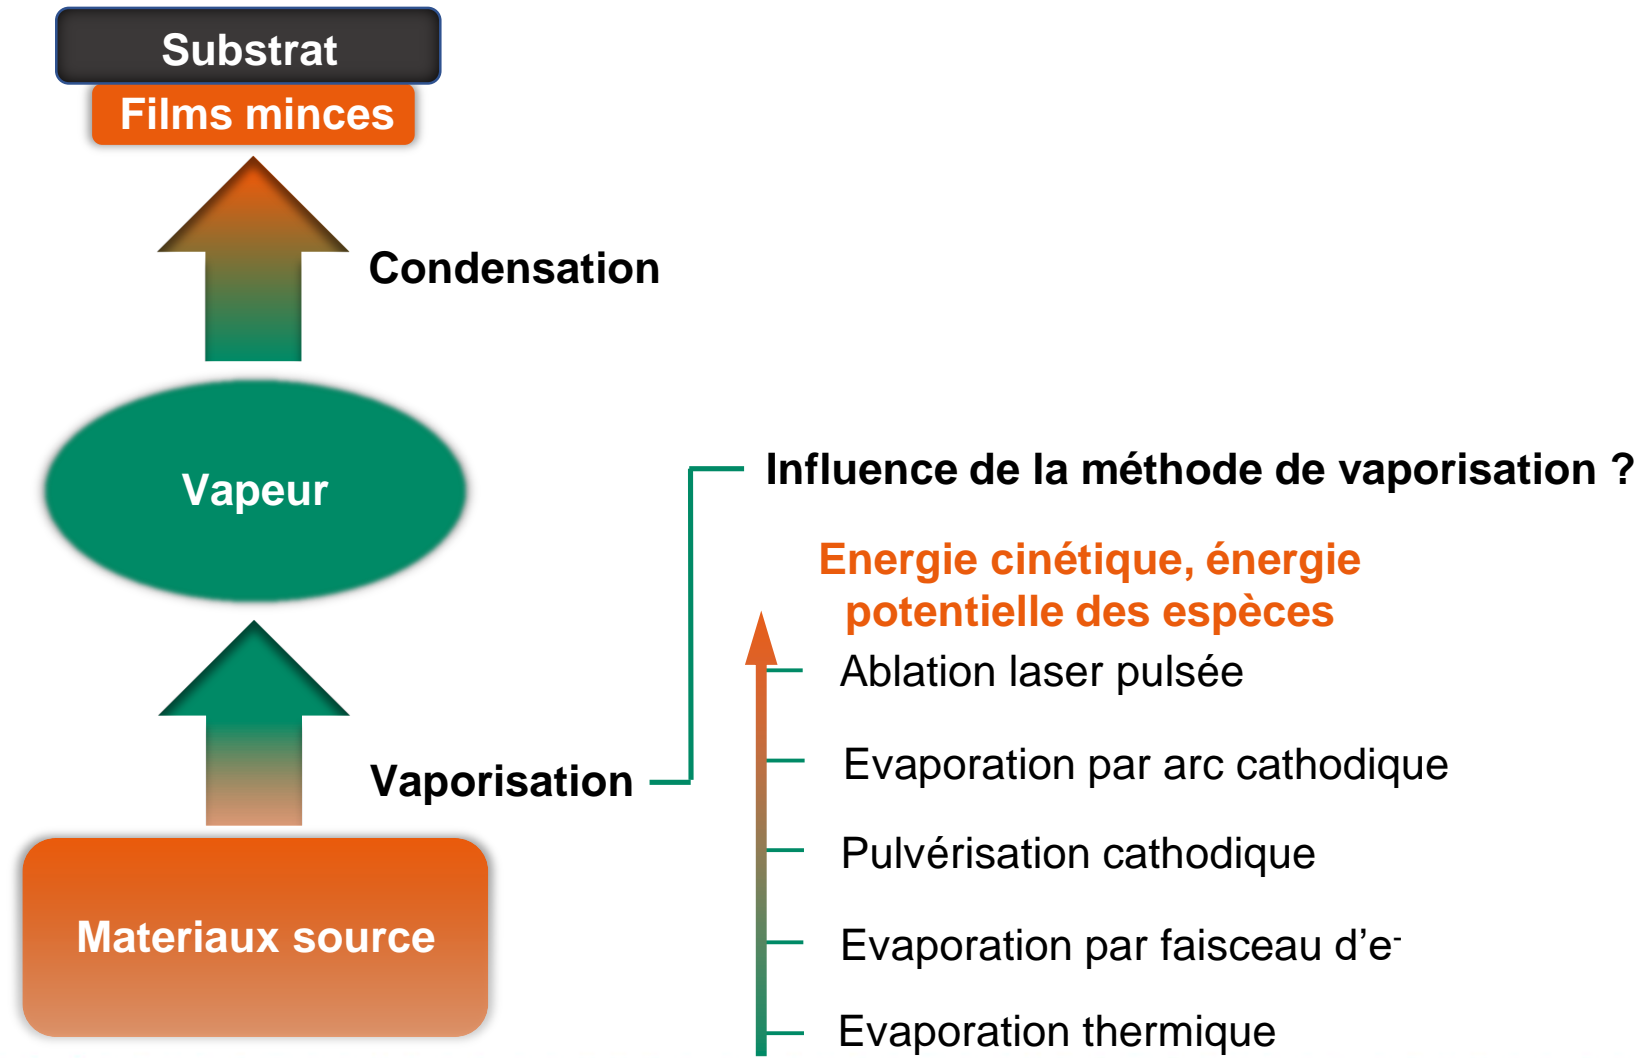 Substrat
Films minces
Condensation
Vapeur
Influence de la méthode de vaporisation ?
Energie cinétique, énergie
potentielle des espèces
Ablation laser pulsée
Evaporation par arc cathodique
Vaporisation
Pulvérisation cathodique
Materiaux source
Evaporation par faisceau d’e-
Evaporation thermique